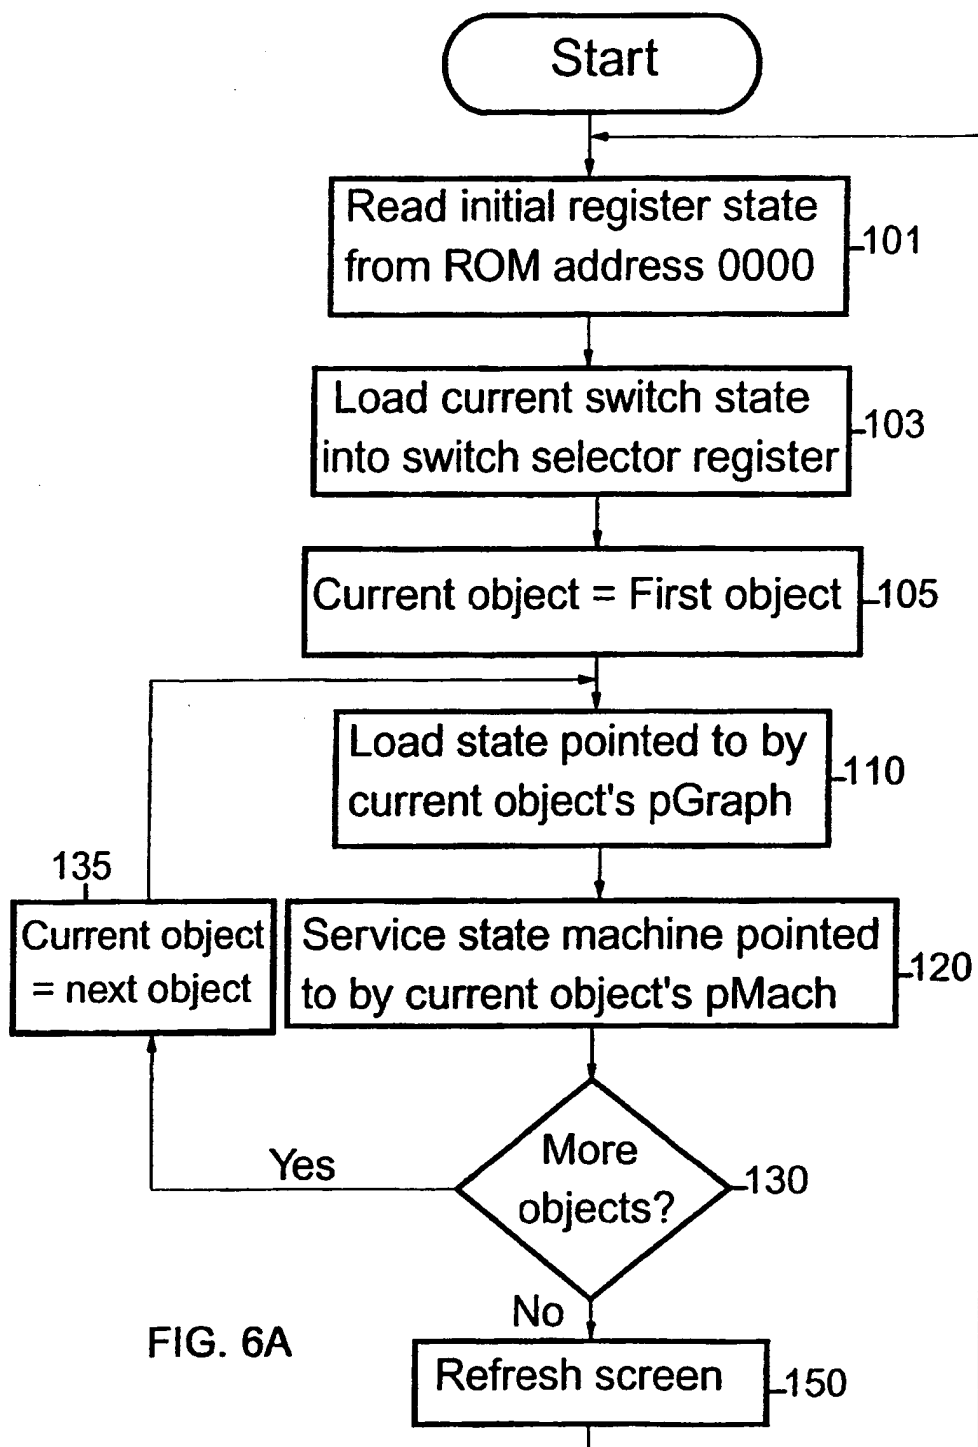 Start
Read initial register state
from ROM address 0000
101
Load current switch state
into switch selector register
103
Current object = First object
105
Load state pointed to by
current object's pGraph
110
135
Current object
= next object
Service state machine pointed
to by current object's pMach
120
More
objects?
130
Yes
No
FIG. 6A
Refresh screen
150